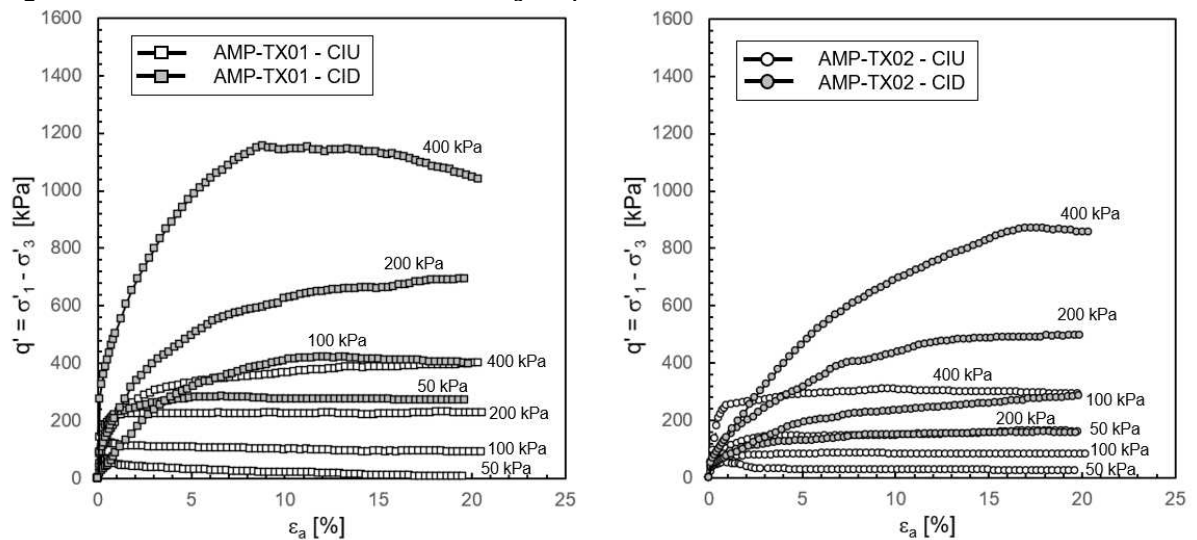 1600
1400
1200
1000
800
600
400
200
0
q' = σ'₁ - σ'₃ [kPa]
AMP-TX01 - CIU
AMP-TX01 - CID
400 kPa
200 kPa
100 kPa
400 kPa
50 kPa
200 kPa
100 kPa
50 kPa
0 5 10 15 20 25
εₐ [%]
1600
1400
1200
1000
800
600
400
200
0
q' = σ'₁ - σ'₃ [kPa]
AMP-TX02 - CIU
AMP-TX02 - CID
400 kPa
200 kPa
400 kPa
100 kPa
200 kPa
50 kPa
100 kPa
50 kPa
0 5 10 15 20 25
εₐ [%]